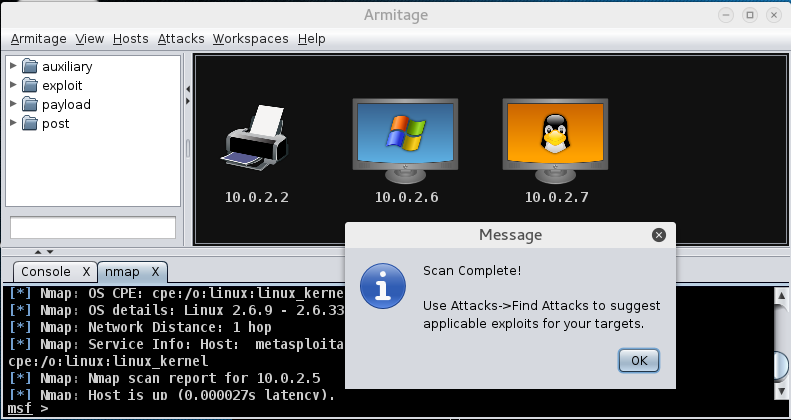 Armitage
Armitage View Hosts Attacks Workspaces Help
auxiliary
exploit
payload
post
10.0.2.2
10.0.2.6
10.0.2.7
Message
Scan Complete!
Use Attacks->Find Attacks to suggest
applicable exploits for your targets.
OK
Console X
nmap X
[*] Nmap: OS CPE: cpe:/o:linux:linux_kerne
[*] Nmap: OS details: Linux 2.6.9 - 2.6.33
[*] Nmap: Network Distance: 1 hop
[*] Nmap: Service Info: Host:  metasploita
cpe:/o:linux:linux_kernel
[*] Nmap: Nmap scan report for 10.0.2.5
[*] Nmap: Host is up (0.000027s latency).
msf >